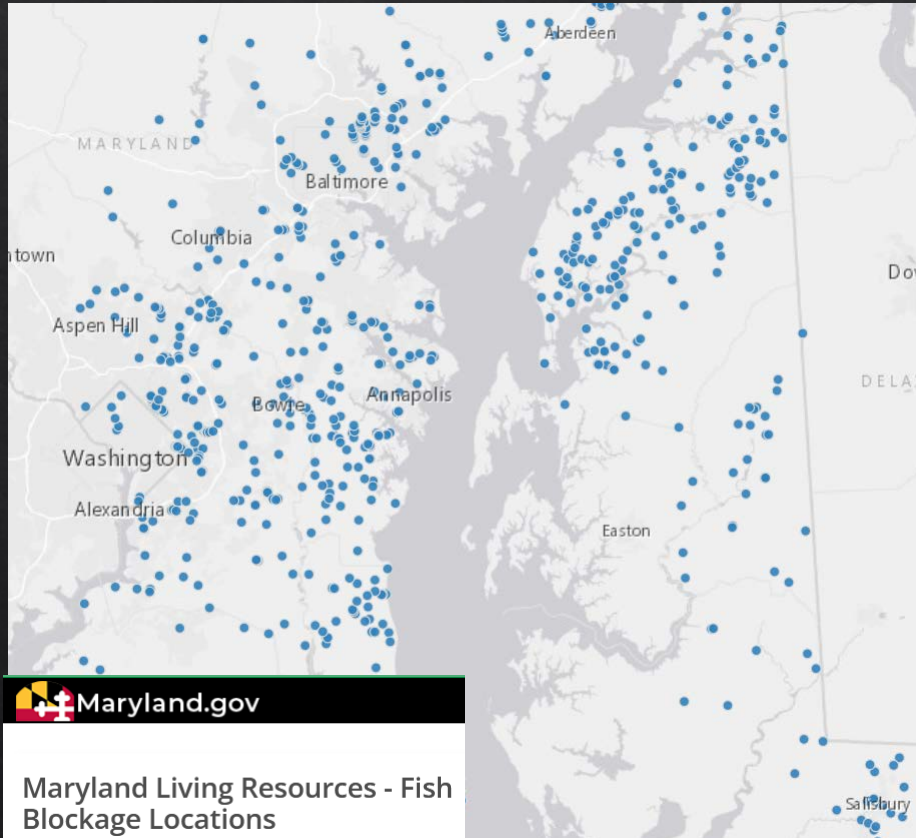 Aberdeen
MARYLAND
Baltimore
Columbia
ntown
Do
Aspen Hill
DELA
Bowie
Annapolis
Washington
Alexandria
Easton
Maryland.gov
Maryland Living Resources - Fish
Blockage Locations
Salisbury